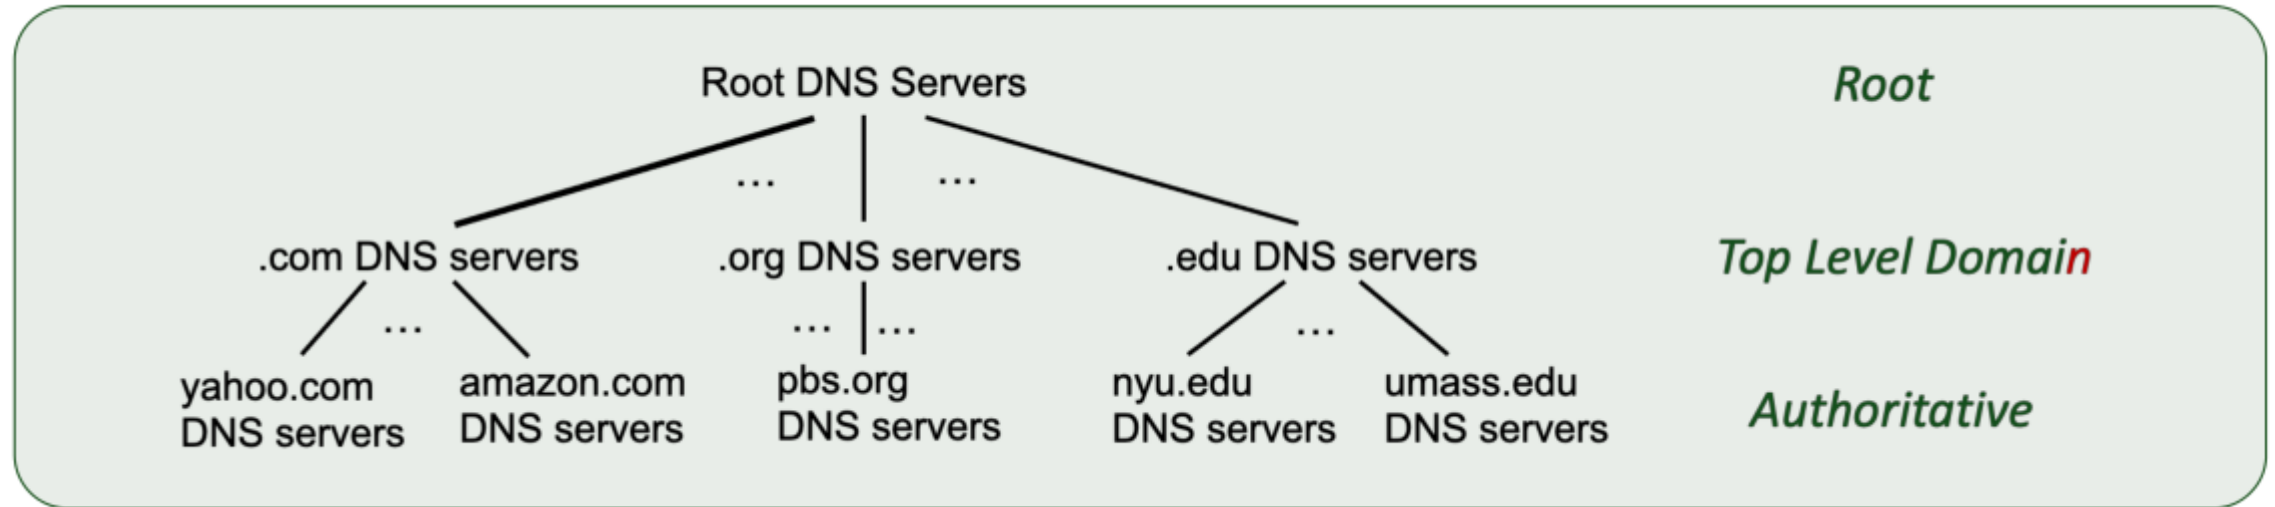 Root DNS Servers
Root
...
...
.com DNS servers
.org DNS servers
.edu DNS servers
Top Level Domain
...
...
...
...
yahoo.com
DNS servers
amazon.com
DNS servers
pbs.org
DNS servers
nyu.edu
DNS servers
umass.edu
DNS servers
Authoritative